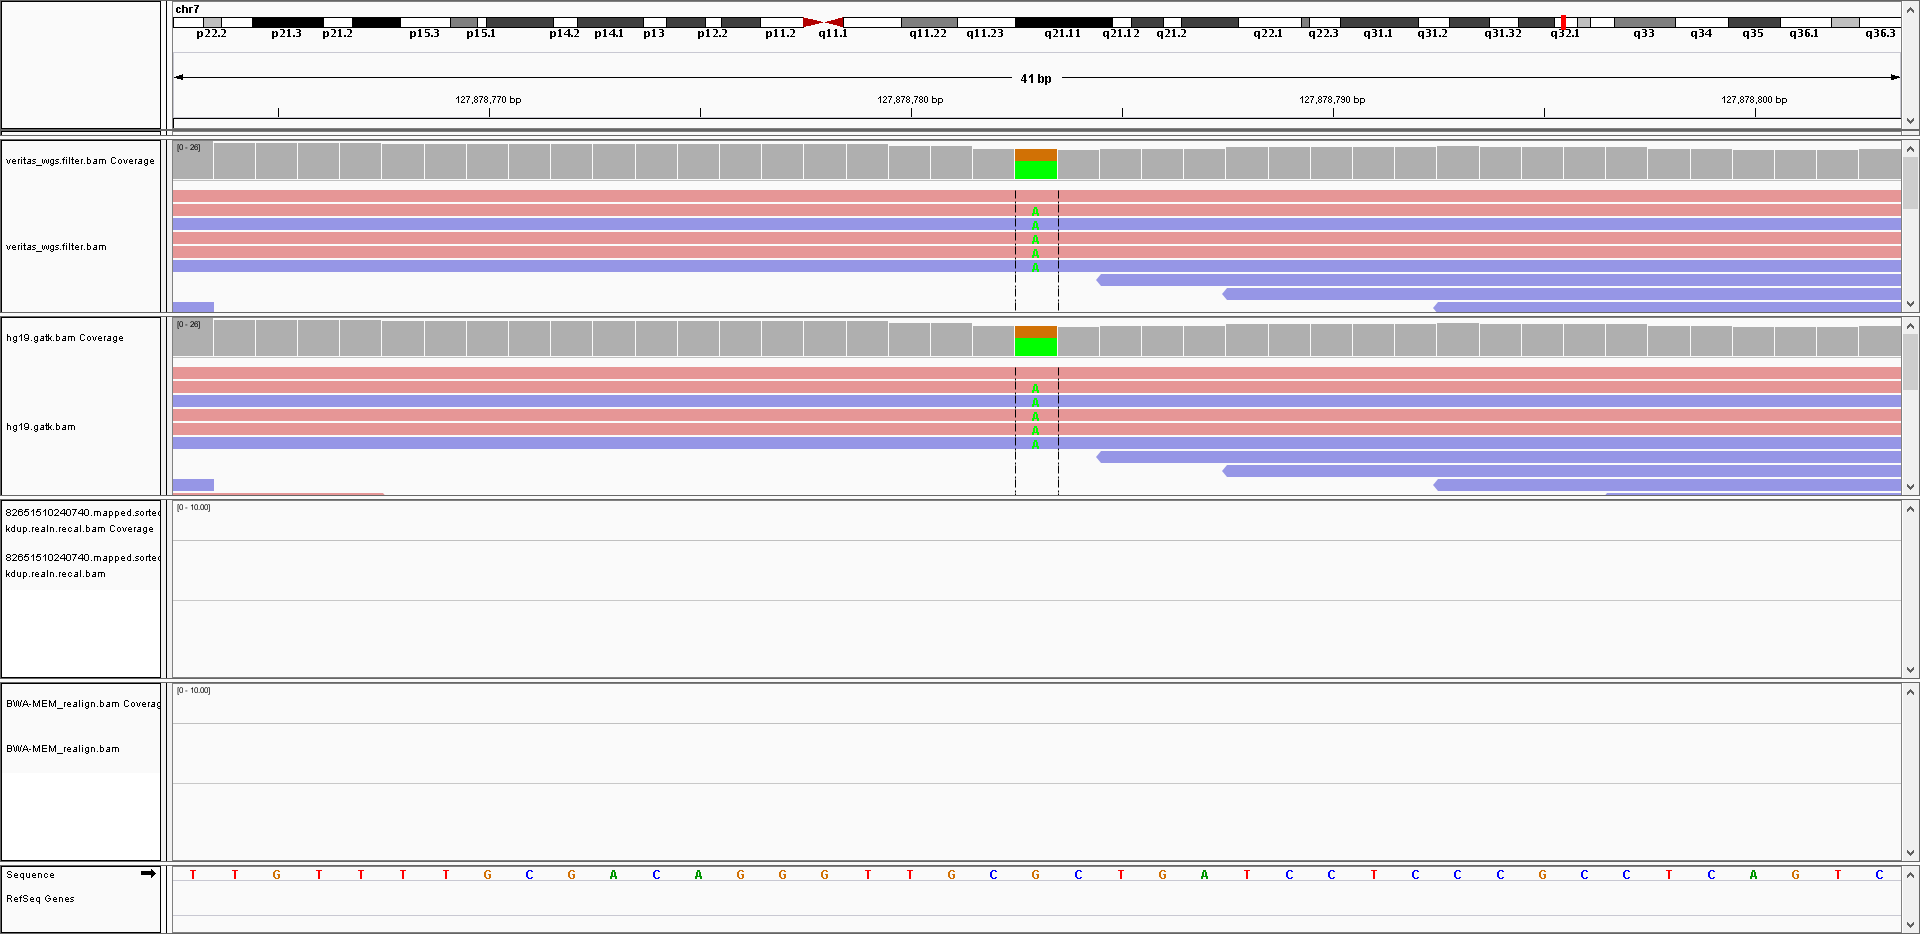 chr7
p22.2 p21.3 p21.2 p15.3 p15.1 p14.2 p14.1 p13 p12.2 p11.2 q11.1 q11.22 q11.23 q21.11 q21.12 q21.2 q22.1 q22.3 q31.1 q31.2 q31.32 q32.1 q33 q34 q35 q36.1 q36.3
41 bp
127,878,770 bp 127,878,780 bp 127,878,790 bp 127,878,800 bp
veritas_wgs.filter.bam Coverage
[0 - 26]
veritas_wgs.filter.bam
A
A
A
A
A
hg19.gatk.bam Coverage
[0 - 26]
hg19.gatk.bam
A
A
A
A
A
82651510240740.mapped.sorted
kdup.realn.recal.bam Coverage
[0 - 10.00]
82651510240740.mapped.sorted
kdup.realn.recal.bam
BWA-MEM_realign.bam Coverag
[0 - 10.00]
BWA-MEM_realign.bam
Sequence
T T G T T T T G C G A C A G G G T T G C G C T G A T C C T C C C G C C T C A G T C
RefSeq Genes